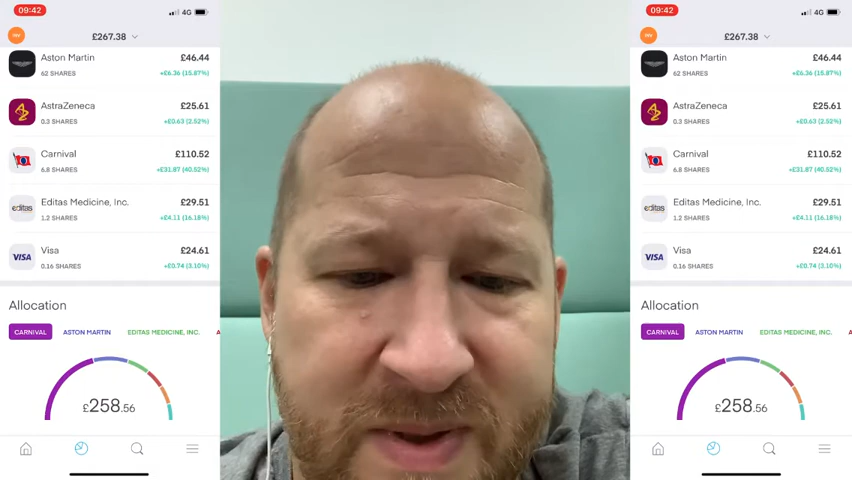 09:42
4G
£267.38
Aston Martin
£46.44
62 SHARES
+£6.36 (15.87%)
AstraZeneca
£25.61
0.3 SHARES
+£0.63 (2.52%)
Carnival
£110.52
6.8 SHARES
+£31.87 (40.52%)
editas
Editas Medicine, Inc.
£29.51
1.2 SHARES
+£4.11 (16.18%)
VISA
Visa
£24.61
0.16 SHARES
+£0.74 (3.10%)
Allocation
CARNIVAL ASTON MARTIN EDITAS MEDICINE, INC. A
£258.56
09:42
4G
£267.38
Aston Martin
£46.44
62 SHARES
+£6.36 (15.87%)
AstraZeneca
£25.61
0.3 SHARES
+£0.63 (2.52%)
Carnival
£110.52
6.8 SHARES
+£31.87 (40.52%)
editas
Editas Medicine, Inc.
£29.51
1.2 SHARES
+£4.11 (16.18%)
VISA
Visa
£24.61
0.16 SHARES
+£0.74 (3.10%)
Allocation
CARNIVAL ASTON MARTIN EDITAS MEDICINE, INC.
£258.56